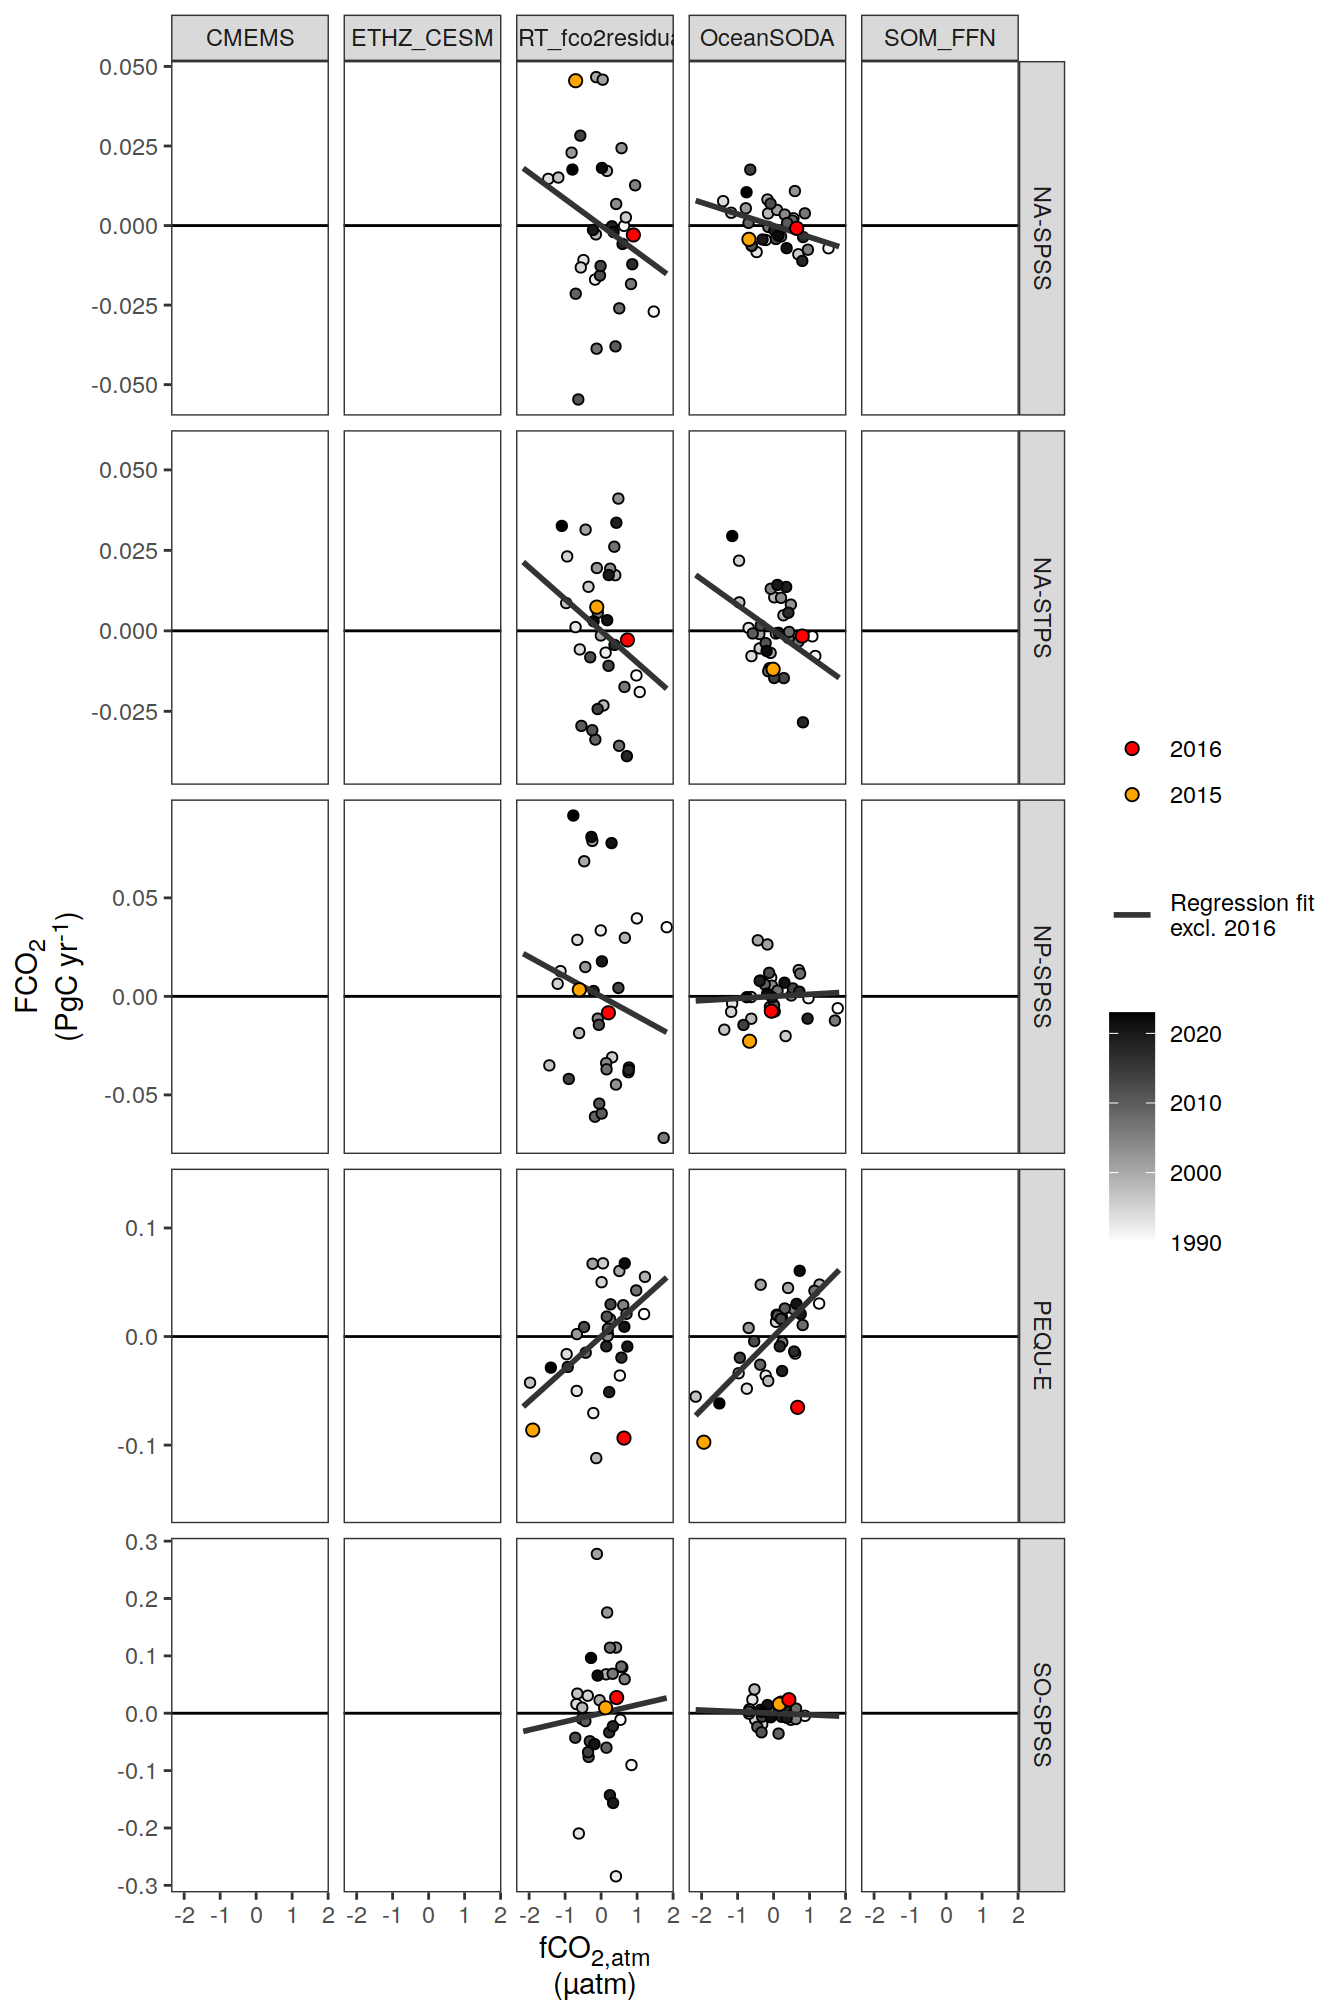 CMEMS ETHZ_CESM RT_fco2residua OceanSODA SOM_FFN
0.050
0.025
0.000
-0.025
-0.050
NA-SPSS
0.050
0.025
0.000
-0.025
NA-STPS
0.05
0.00
-0.05
NP-SPSS
0.1
0.0
-0.1
PEQU-E
0.3
0.2
0.1
0.0
-0.1
-0.2
-0.3
SO-SPSS
-2 -1 0 1 2 -2 -1 0 1 2 -2 -1 0 1 2 -2 -1 0 1 2 -2 -1 0 1 2
fCO2,atm
(µatm)
FCO2
(PgC yr-1)
2016
2015
Regression fit
excl. 2016
2020
2010
2000
1990